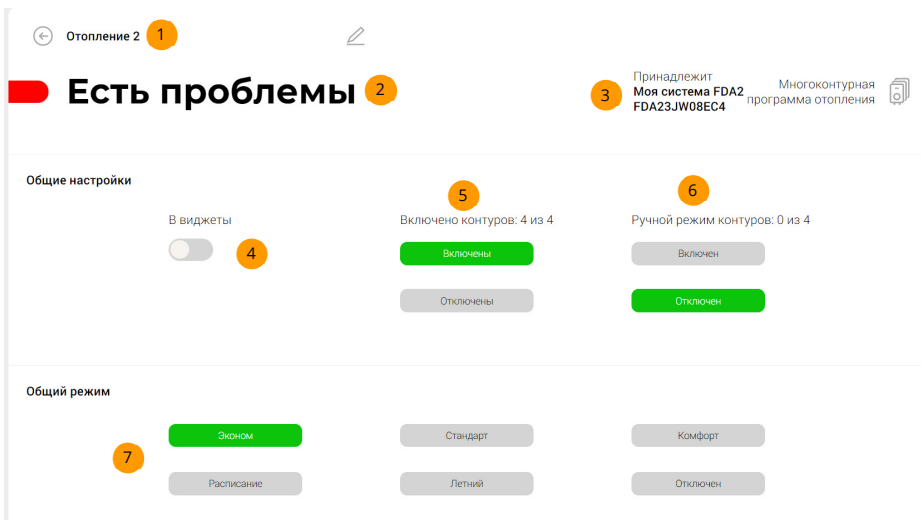 Отопление 2
1
Есть проблемы
2
3
Принадлежит
Моя система FDA2
FDA23JW08EC4
Многоконтурная
программа отопления
Общие настройки
5
6
В виджеты
Включено контуров: 4 из 4
Ручной режим контуров: 0 из 4
4
Включены
Включен
Отключены
Отключен
Общий режим
Эконом
Стандарт
Комфорт
7
Расписание
Летний
Отключен